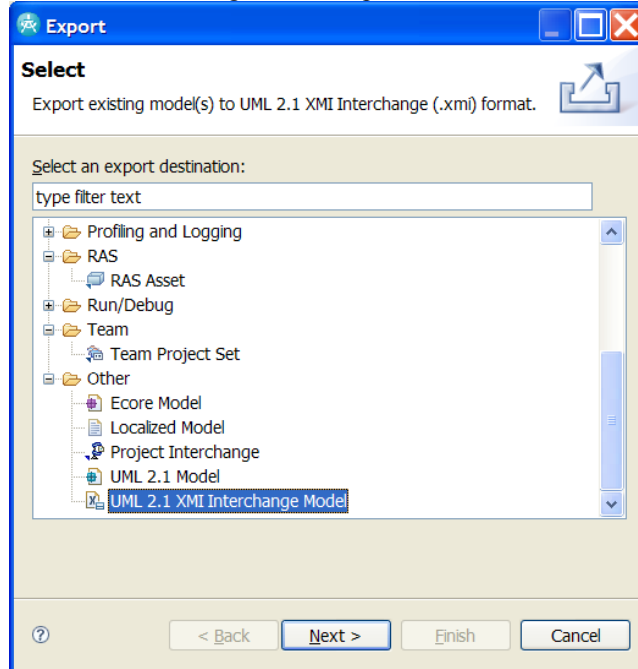 Export
Select
Export existing model(s) to UML 2.1 XMI Interchange (.xmi) format.
Select an export destination:
type filter text
Profiling and Logging
RAS
RAS Asset
Run/Debug
Team
Team Project Set
Other
Ecore Model
Localized Model
Project Interchange
UML 2.1 Model
UML 2.1 XMI Interchange Model
< Back Next > Finish Cancel